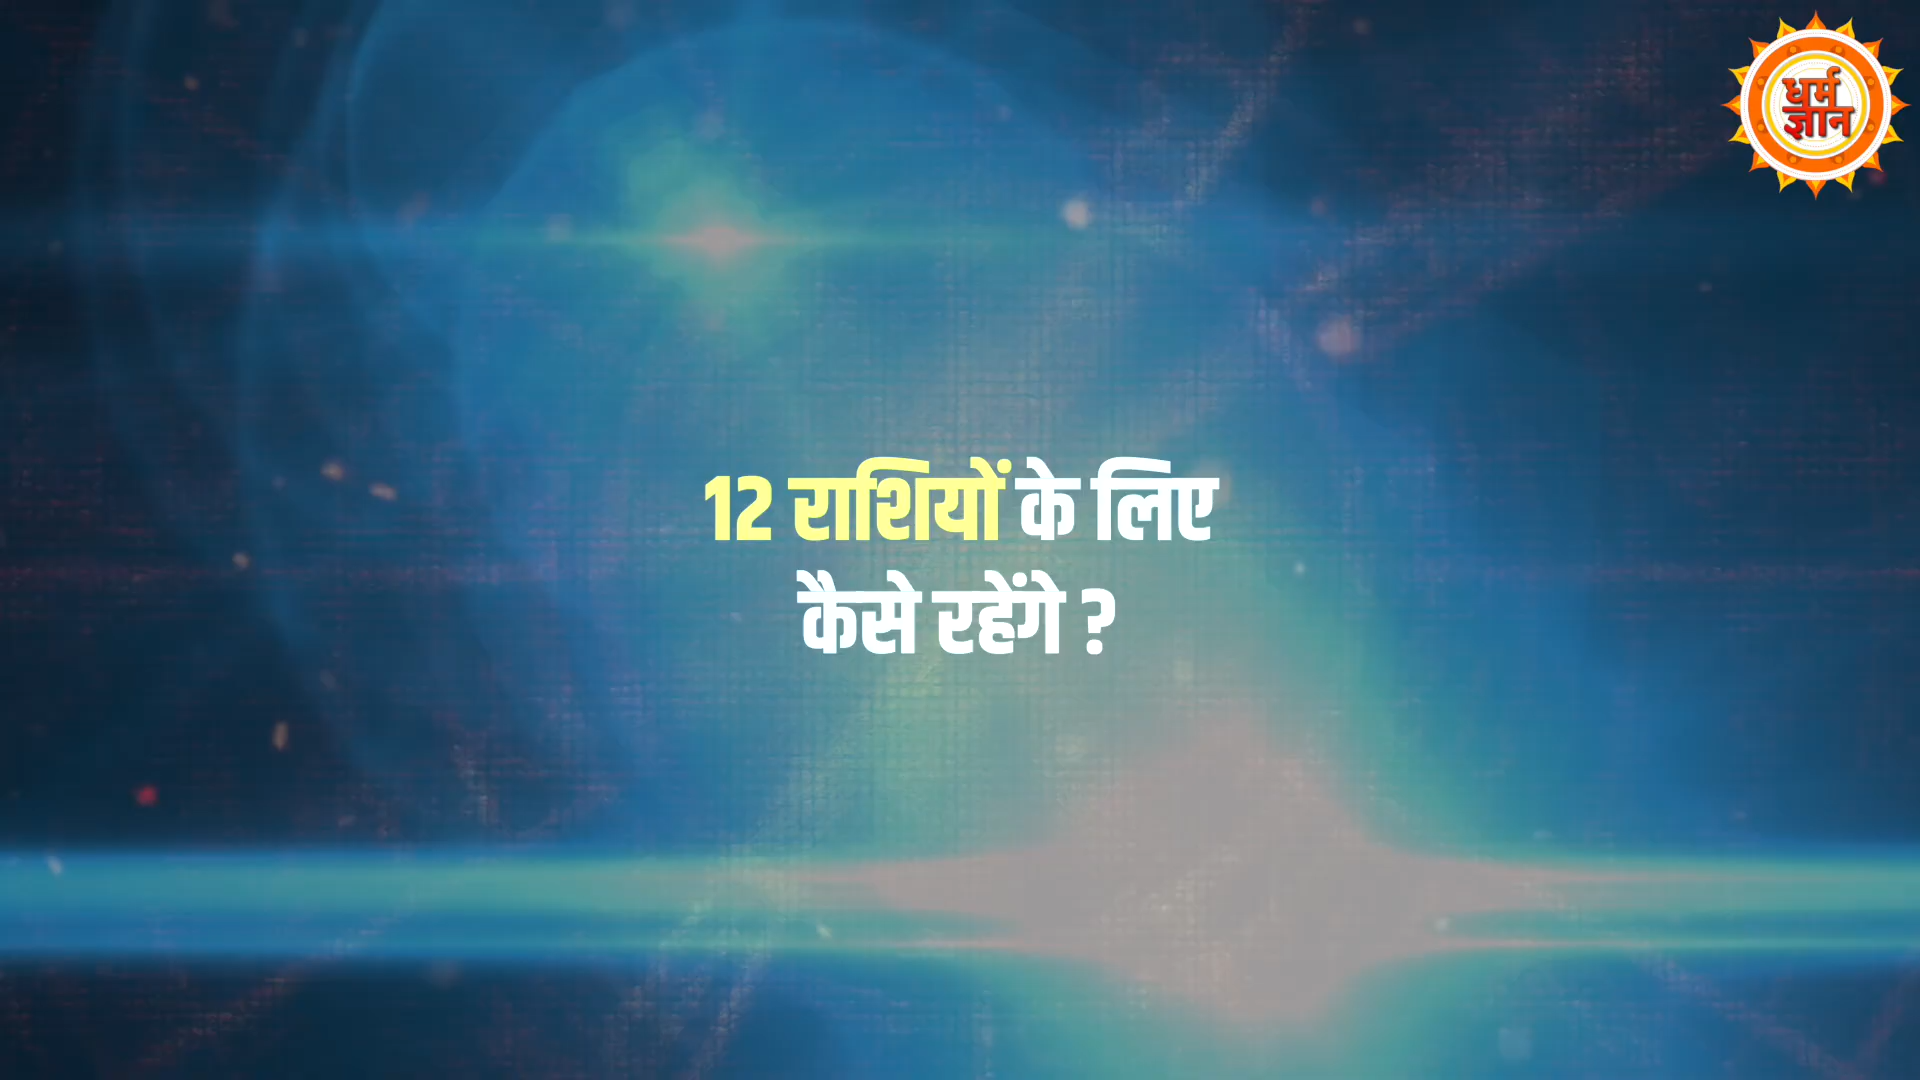 धर्म
ज्ञान
12 राशियों के लिए
कैसे रहेंगे ?